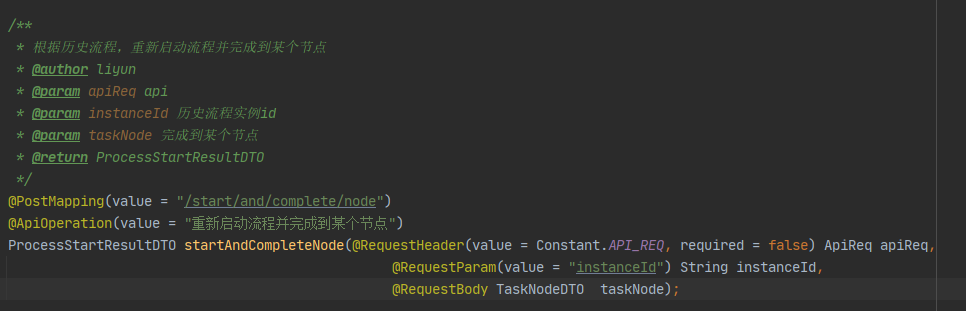 /**
 * 根据历史流程，重新启动流程并完成到某个节点
 * @author liyun
 * @param apiReq api
 * @param instanceId 历史流程实例id
 * @param taskNode 完成到某个节点
 * @return ProcessStartResultDTO
 */
@PostMapping(value = "/start/and/complete/node")
@ApiOperation(value = "重新启动流程并完成到某个节点")
ProcessStartResultDTO startAndCompleteNode(@RequestHeader(value = Constant.API_REQ, required = false) ApiReq apiReq,
@RequestParam(value = "instanceId") String instanceId,
@RequestBody TaskNodeDTO  taskNode);